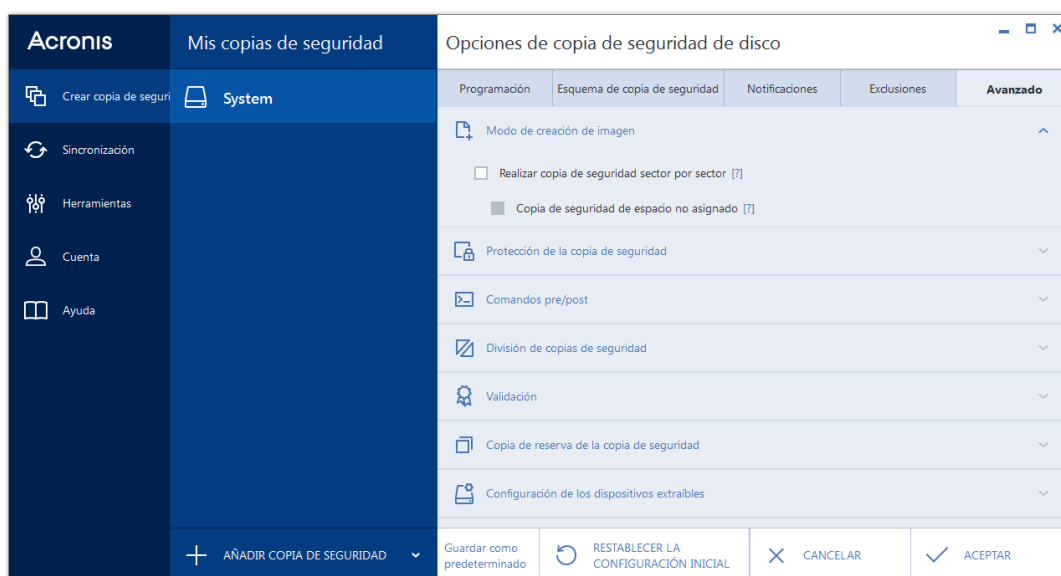 Acronis
Mis copias de seguridad
Opciones de copia de seguridad de disco
Crear copia de seguri
Sincronización
Herramientas
Cuenta
Ayuda
System
AÑADIR COPIA DE SEGURIDAD
Programación
Esquema de copia de seguridad
Notificaciones
Exclusiones
Avanzado
Modo de creación de imagen
Realizar copia de seguridad sector por sector [?]
Copia de seguridad de espacio no asignado [?]
Protección de la copia de seguridad
Comandos pre/post
División de copias de seguridad
Validación
Copia de reserva de la copia de seguridad
Configuración de los dispositivos extraíbles
Guardar como
predeterminado
RESTABLECER LA
CONFIGURACIÓN INICIAL
CANCELAR
ACEPTAR